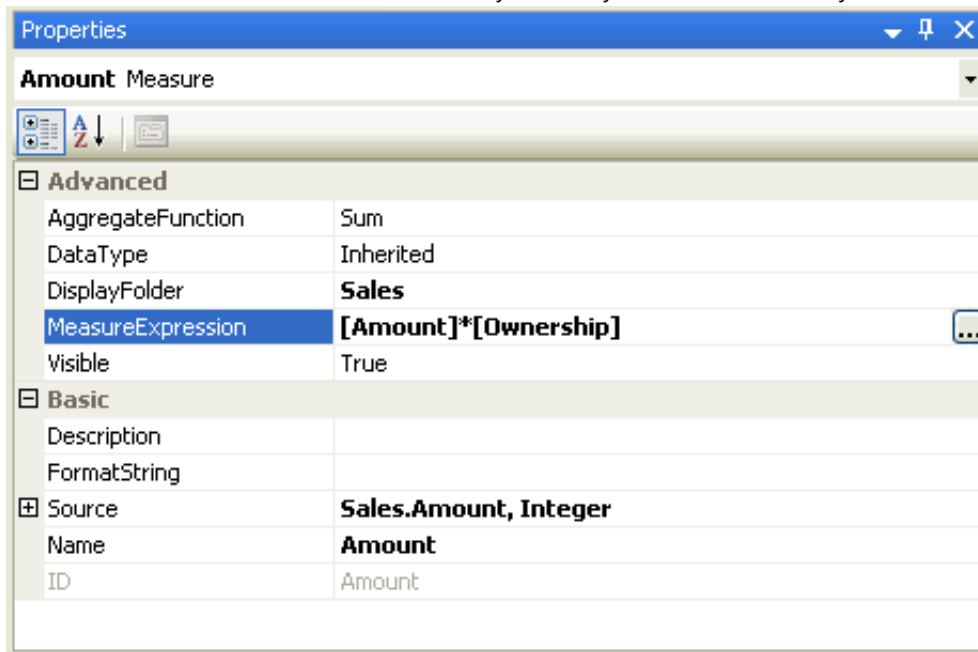 Properties
Amount Measure
Advanced
AggregateFunction Sum
DataType Inherited
DisplayFolder Sales
MeasureExpression [Amount]*[Ownership] ...
Visible True
Basic
Description
FormatString
Source Sales.Amount, Integer
Name Amount
ID Amount